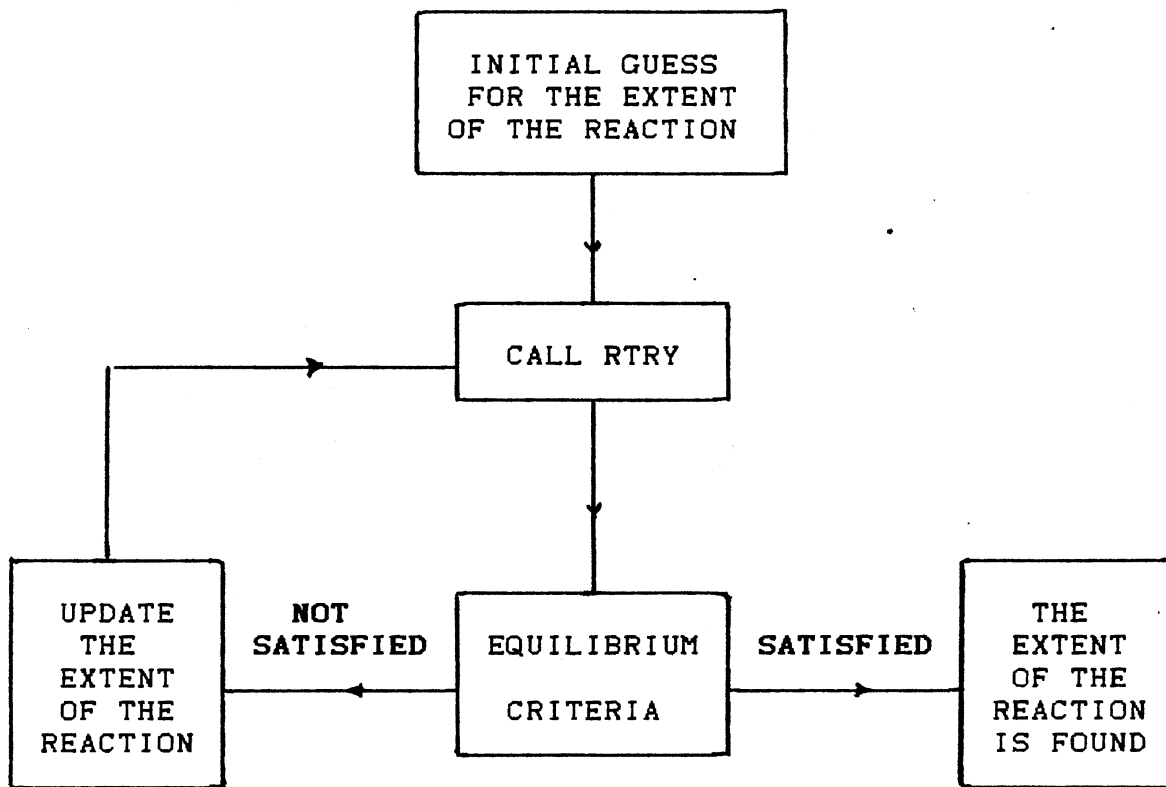 INITIAL GUESS
FOR THE EXTENT
OF THE REACTION
CALL RTRY
UPDATE
THE
EXTENT
OF THE
REACTION
NOT
SATISFIED
EQUILIBRIUM
CRITERIA
SATISFIED
THE
EXTENT
OF THE
REACTION
IS FOUND